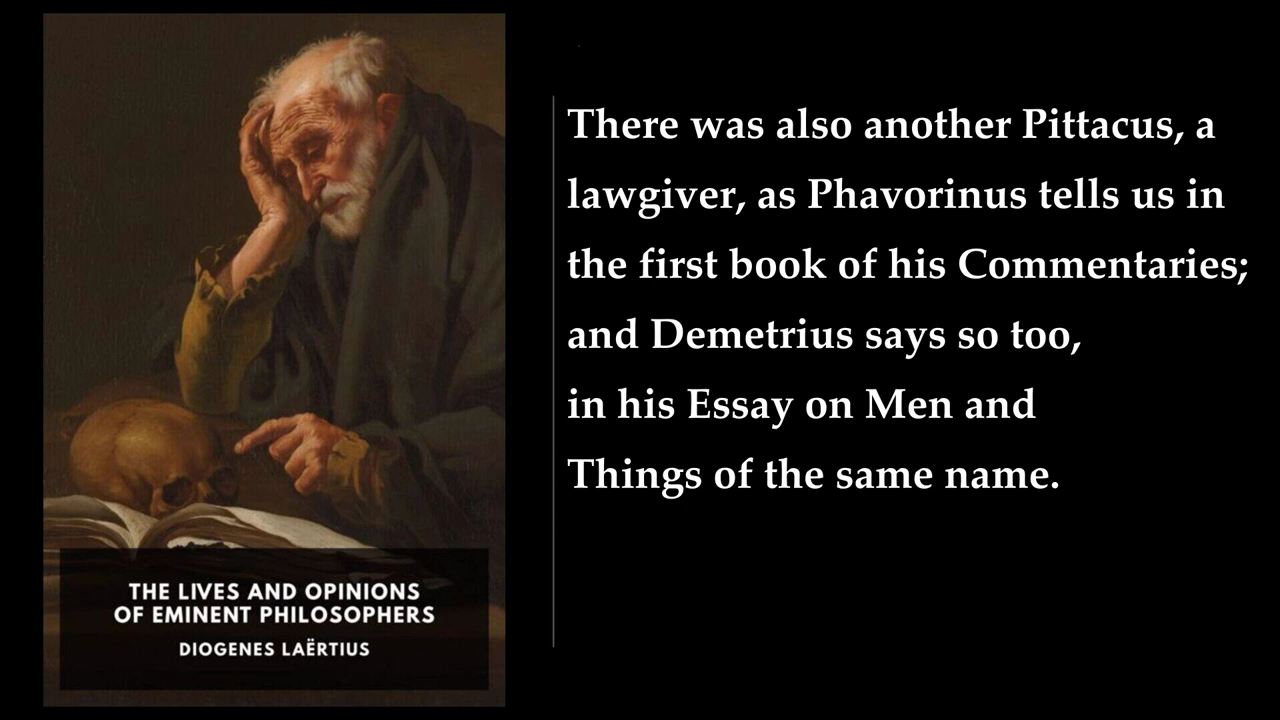 There was also another Pittacus, a
lawgiver, as Phavorinus tells us in
the first book of his Commentaries;
and Demetrius says so too,
in his Essay on Men and
Things of the same name.
THE LIVES AND OPINIONS
OF EMINENT PHILOSOPHERS
DIOGENES LAËRTIUS